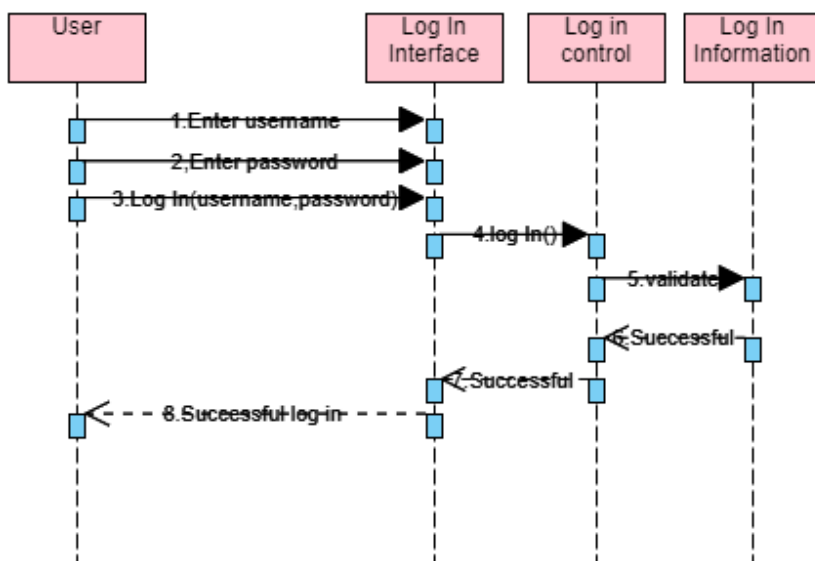 User
Log In
Interface
Log in
control
Log In
Information
1.Enter username
2,Enter password
3.Log In(username,password)
4.log In()
5.validate
6.Successful
7.Successful
8.Successful log in